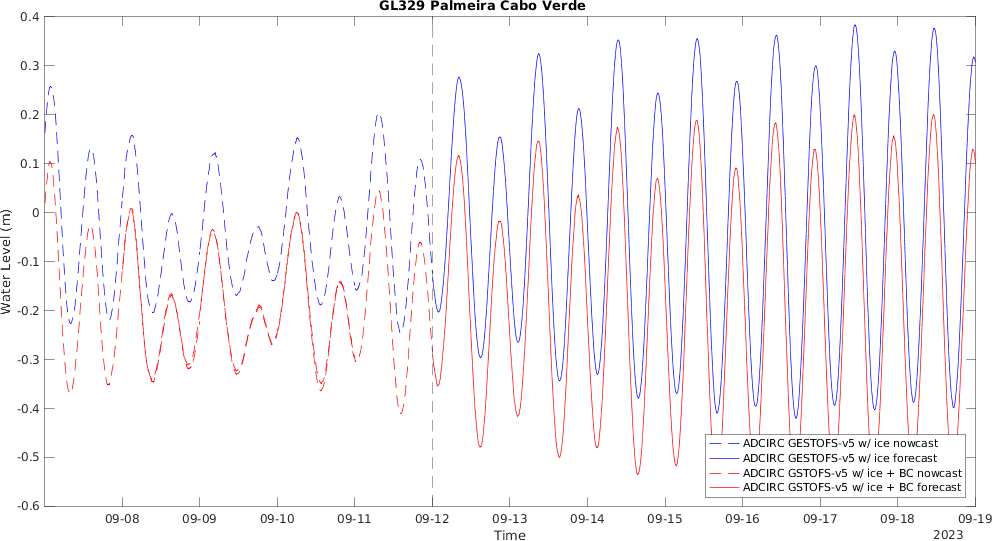 GL329 Palmeira Cabo Verde
0.4
0.3
0.2
0.1
0
-0.1
-0.2
-0.3
-0.4
-0.5
-0.6
Water Level (m)
ADCIRC GESTOFS-v5 w/ ice nowcast
ADCIRC GESTOFS-v5 w/ ice forecast
ADCIRC GSTOFS-v5 w/ ice + BC nowcast
ADCIRC GSTOFS-v5 w/ ice + BC forecast
09-08 09-09 09-10 09-11 09-12 09-13 09-14 09-15 09-16 09-17 09-18 09-19
Time
2023